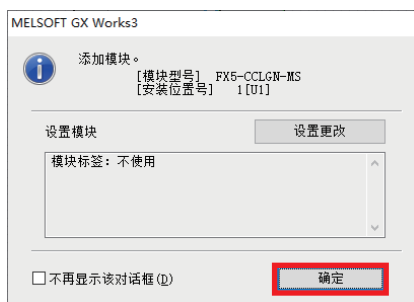 MELSOFT GX Works3
添加模块。
[模块型号] FX5-CCLGN-MS
[安装位置号] 1[U1]
设置模块
设置更改
模块标签：不使用
不再显示该对话框(D)
确定